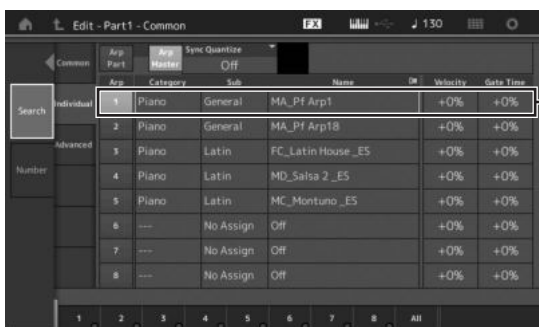 Edit - Part1 - Common FX ♩ 130
Common Arp Part Arp Master Sync Quantize Off
Arp Category Sub Name Velocity Gate Time
Search Individual 1 Piano General MA_Pf Arp1 +0% +0%
2 Piano General MA_Pf Arp18 +0% +0%
Advanced 3 Piano Latin FC_Latin House _ES +0% +0%
Number 4 Piano Latin MD_Salsa 2 _ES +0% +0%
5 Piano Latin MC_Montuno _ES +0% +0%
6 --- No Assign Off +0% +0%
7 --- No Assign Off +0% +0%
8 --- No Assign Off +0% +0%
1 2 3 4 5 6 7 8 All